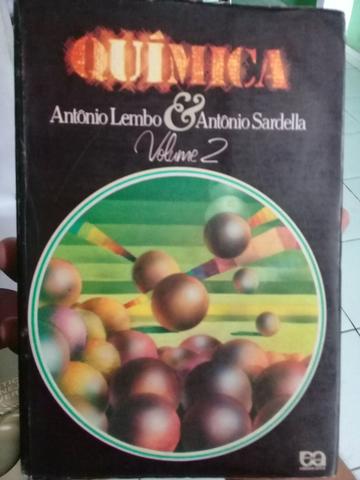 QUÍMICA
Antônio Lembo & Antônio Sardella
Volume 2